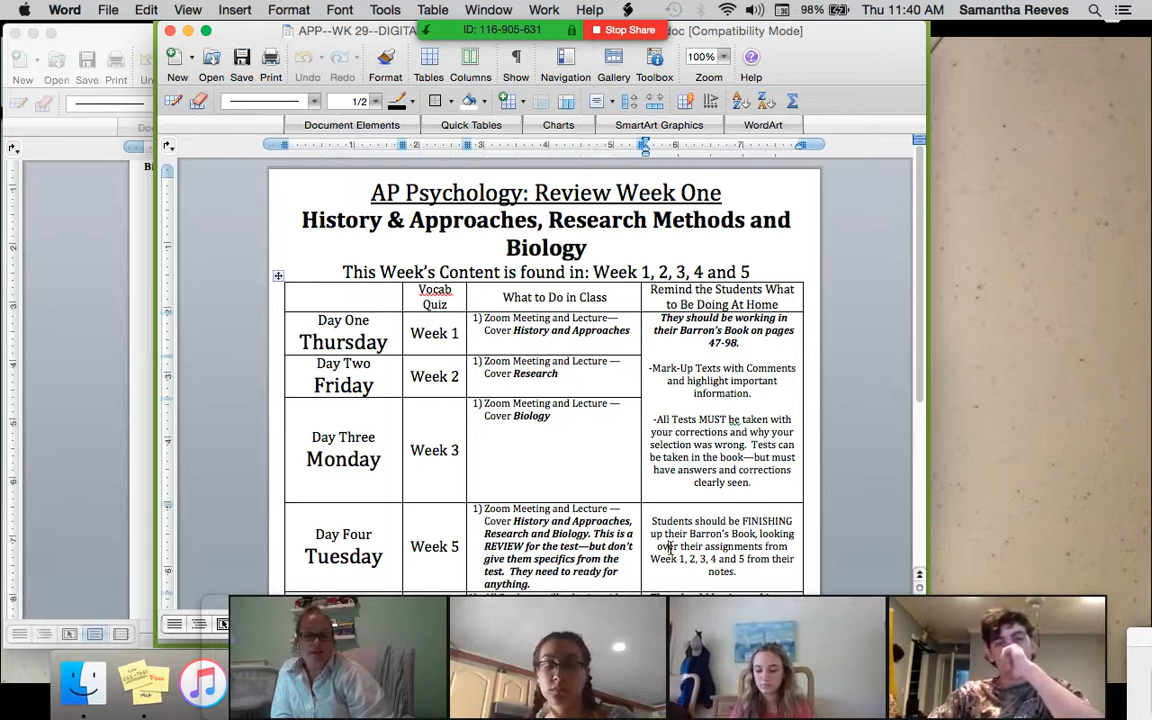 Word File Edit View Insert Format Font Tools Table Window Work Help 98% Thu 11:40 AM Samantha Reeves
APP--WK 29--DIGITA ID: 116-905-631 Stop Share doc [Compatibility Mode]
New Open Save Print
New Open Save Print Undo Redo Format Tables Columns Show Navigation Gallery Toolbox 100% Zoom Help
1/2
Document Elements Quick Tables Charts SmartArt Graphics WordArt
1 2 3 4 5 6 7
AP Psychology: Review Week One
History & Approaches, Research Methods and
Biology
This Week's Content is found in: Week 1, 2, 3, 4 and 5
Vocab
Quiz
What to Do in Class
Remind the Students What
to Be Doing At Home
Day One
Thursday
Week 1
1) Zoom Meeting and Lecture—
Cover History and Approaches
They should be working in
their Barron's Book on pages
47-98.
Day Two
Friday
Week 2
1) Zoom Meeting and Lecture —
Cover Research
-Mark-Up Texts with Comments
and highlight important
information.
Day Three
Monday
Week 3
1) Zoom Meeting and Lecture —
Cover Biology
-All Tests MUST be taken with
your corrections and why your
selection was wrong. Tests can
be taken in the book—but must
have answers and corrections
clearly seen.
Day Four
Tuesday
Week 5
1) Zoom Meeting and Lecture —
Cover History and Approaches,
Research and Biology. This is a
REVIEW for the test—but don't
give them specifics from the
test. They need to ready for
anything.
Students should be FINISHING
up their Barron's Book, looking
over their assignments from
Week 1, 2, 3, 4 and 5 from their
notes.